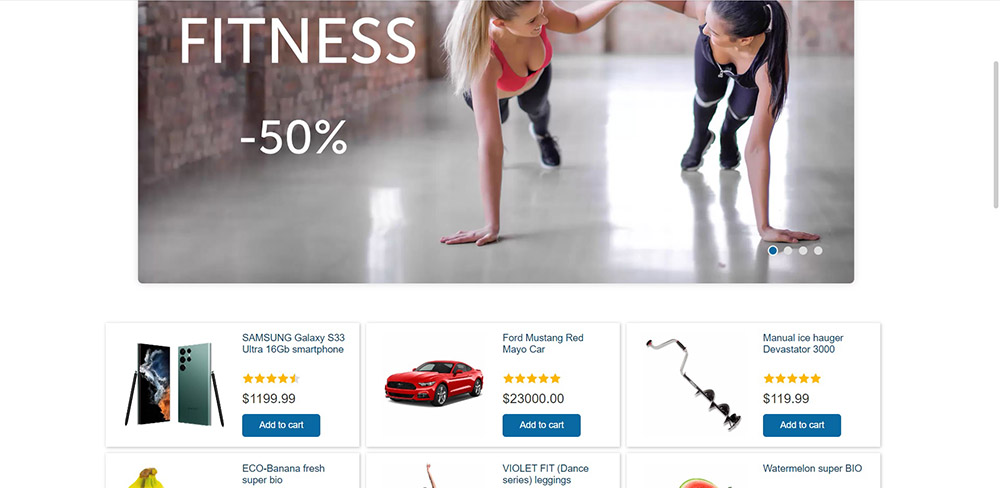 FITNESS
-50%
SAMSUNG Galaxy S33
Ultra 16Gb smartphone
$1199.99
Add to cart
Ford Mustang Red
Mayo Car
$23000.00
Add to cart
Manual ice hauger
Devastator 3000
$119.99
Add to cart
ECO-Banana fresh
super bio
VIOLET FIT (Dance
series) leggings
Watermelon super BIO